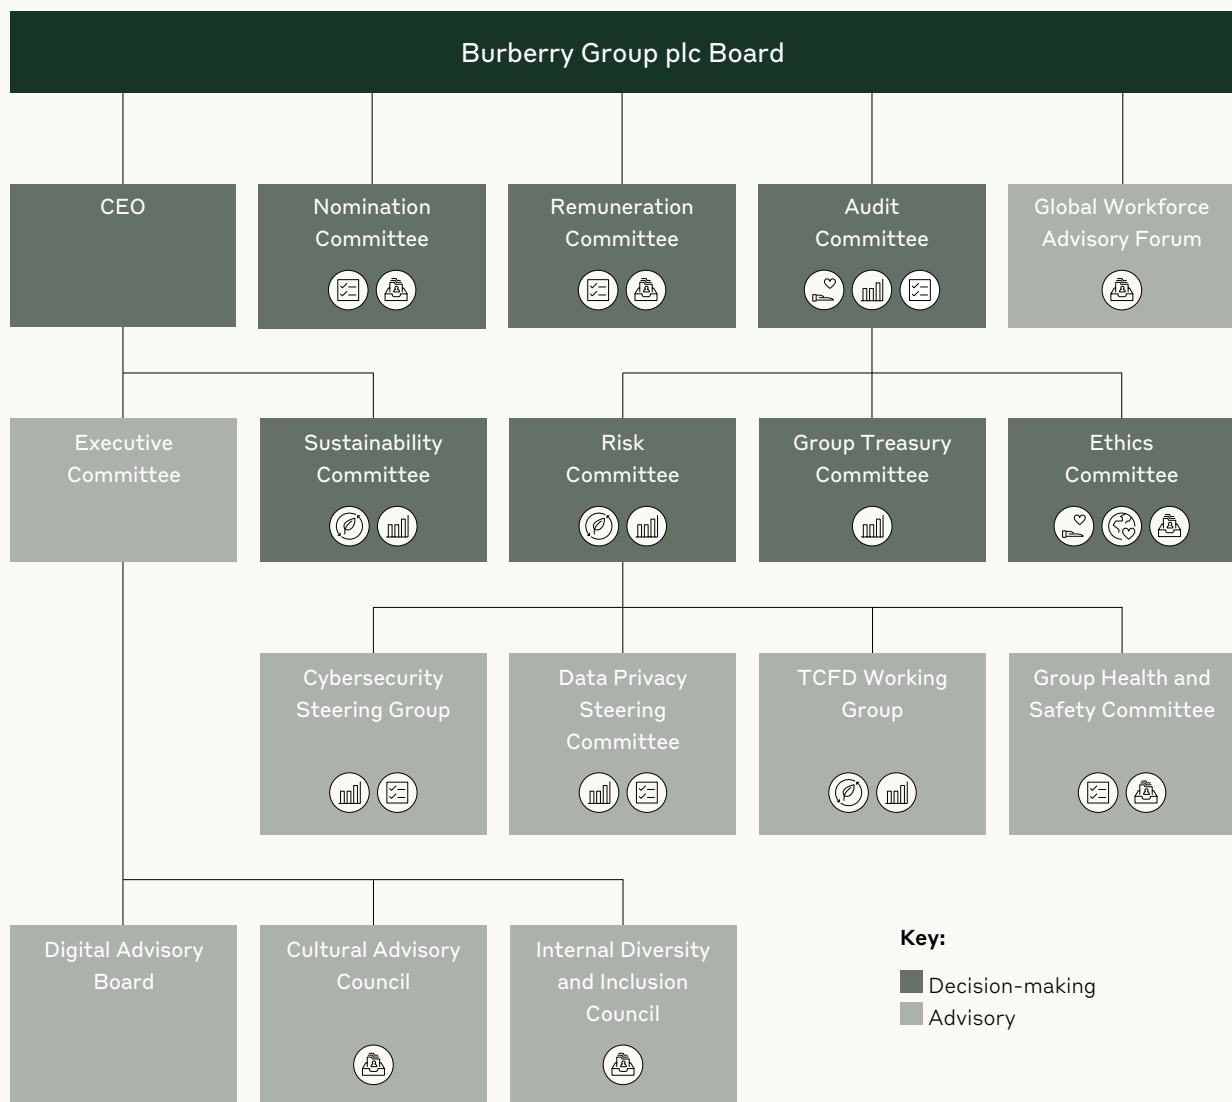 Burberry Group plc Board
CEO
Nomination
Committee
Remuneration
Committee
Audit
Committee
Global Workforce
Advisory Forum
Executive
Committee
Sustainability
Committee
Risk
Committee
Group Treasury
Committee
Ethics
Committee
Cybersecurity
Steering Group
Data Privacy
Steering
Committee
TCFD Working
Group
Group Health and
Safety Committee
Digital Advisory
Board
Cultural Advisory
Council
Internal Diversity
and Inclusion
Council
Key:
Decision-making
Advisory